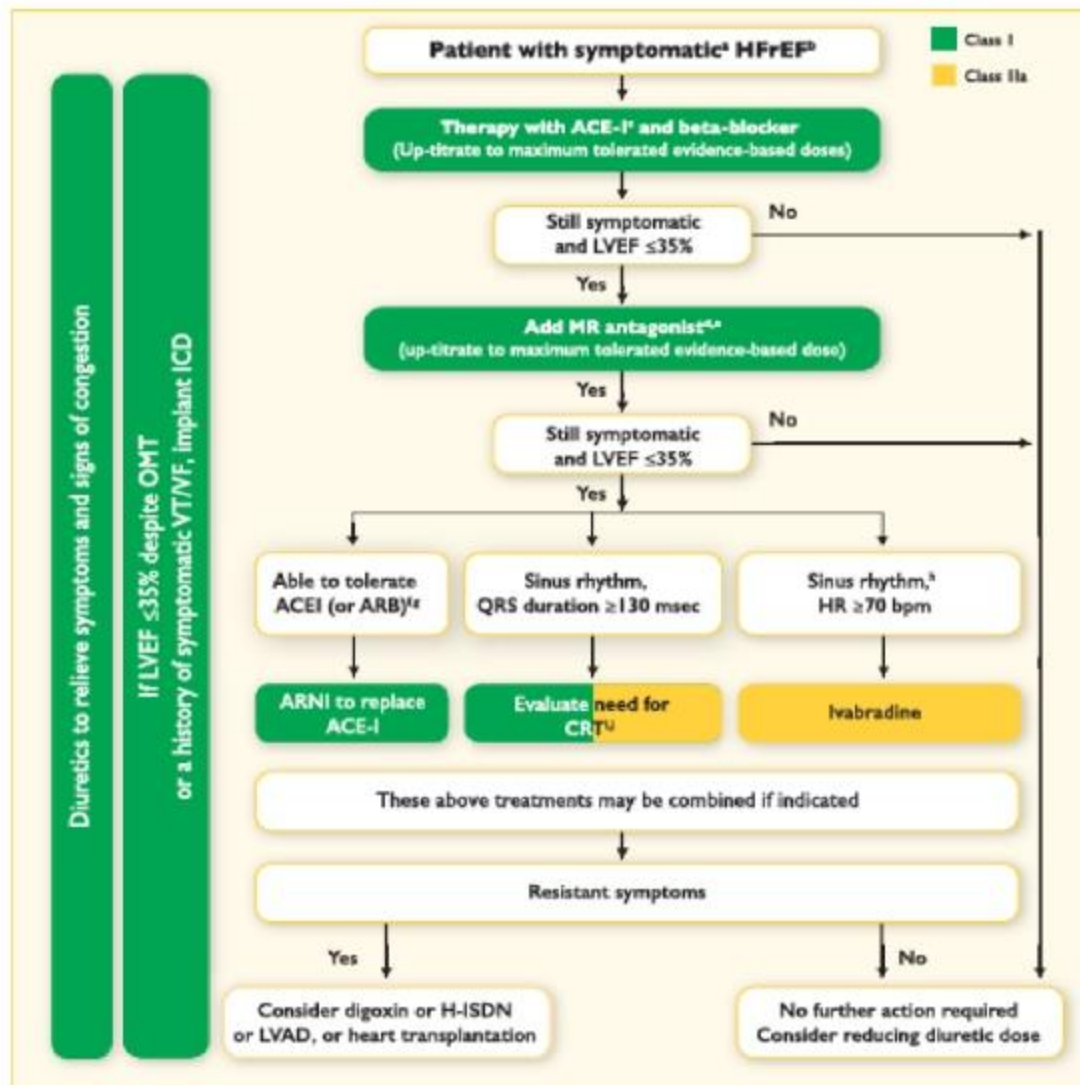 Patient with symptomaticᵃ HFrEFᵇ
Class I
Class IIa
Therapy with ACE-Iᶜ and beta-blocker
(Up-titrate to maximum tolerated evidence-based doses)
Still symptomatic
and LVEF ≤35%
No
Yes
Add MR antagonistᵈ,ᵉ
(up-titrate to maximum tolerated evidence-based dose)
Yes
Still symptomatic
and LVEF ≤35%
No
Yes
Able to tolerate
ACEI (or ARB)ᶠ,ᵍ
Sinus rhythm,
QRS duration ≥130 msec
Sinus rhythm,ʰ
HR ≥70 bpm
ARNI to replace
ACE-I
Evaluate need for
CRTⁱ,ʲ
Ivabradine
These above treatments may be combined if indicated
Resistant symptoms
Yes
No
Consider digoxin or H-ISDN
or LVAD, or heart transplantation
No further action required
Consider reducing diuretic dose
Diuretics to relieve symptoms and signs of congestion
If LVEF ≤35% despite OMT
or a history of symptomatic VT/VF, implant ICD